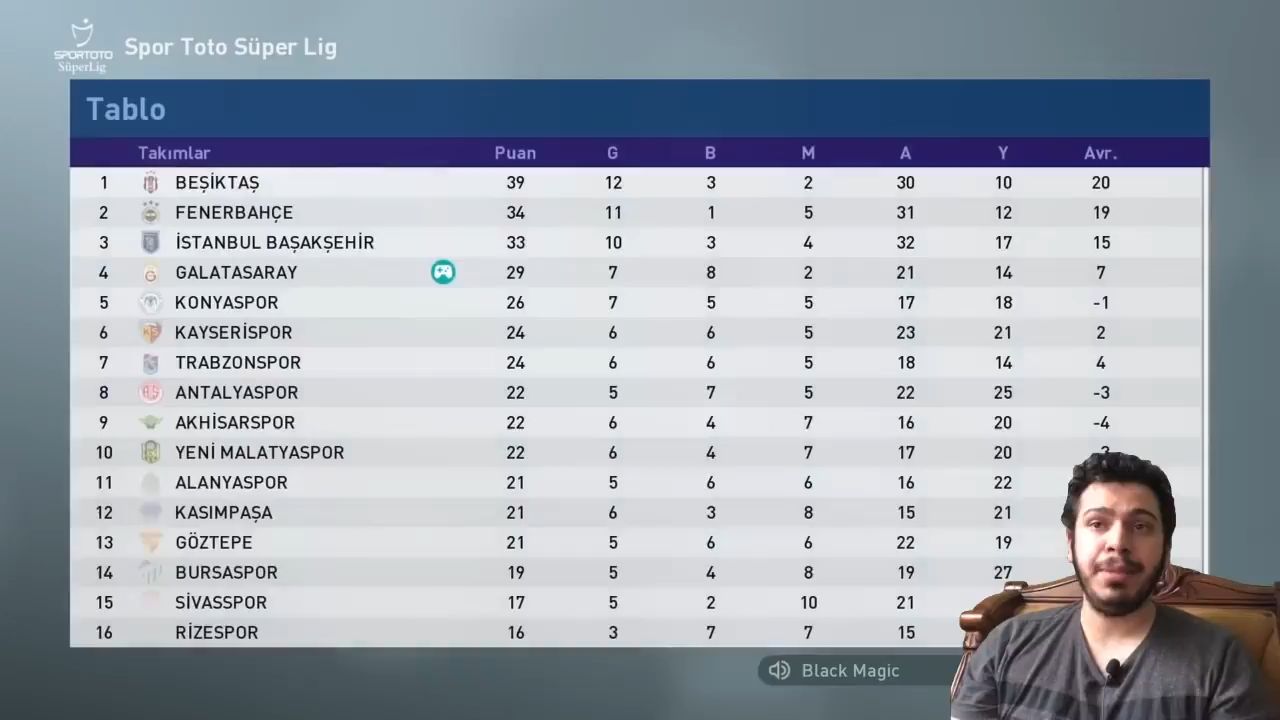 SPORTOTO
SüperLig
Spor Toto Süper Lig
Tablo
Takımlar Puan G B M A Y Avr.
1 BEŞİKTAŞ 39 12 3 2 30 10 20
2 FENERBAHÇE 34 11 1 5 31 12 19
3 İSTANBUL BAŞAKŞEHİR 33 10 3 4 32 17 15
4 GALATASARAY 29 7 8 2 21 14 7
5 KONYASPOR 26 7 5 5 17 18 -1
6 KAYSERİSPOR 24 6 6 5 23 21 2
7 TRABZONSPOR 24 6 6 5 18 14 4
8 ANTALYASPOR 22 5 7 5 22 25 -3
9 AKHİSARSPOR 22 6 4 7 16 20 -4
10 YENİ MALATYASPOR 22 6 4 7 17 20
11 ALANYASPOR 21 5 6 6 16 22
12 KASIMPAŞA 21 6 3 8 15 21
13 GÖZTEPE 21 5 6 6 22 19
14 BURSASPOR 19 5 4 8 19 27
15 SİVASSPOR 17 5 2 10 21
16 RİZESPOR 16 3 7 7 15
Black Magic